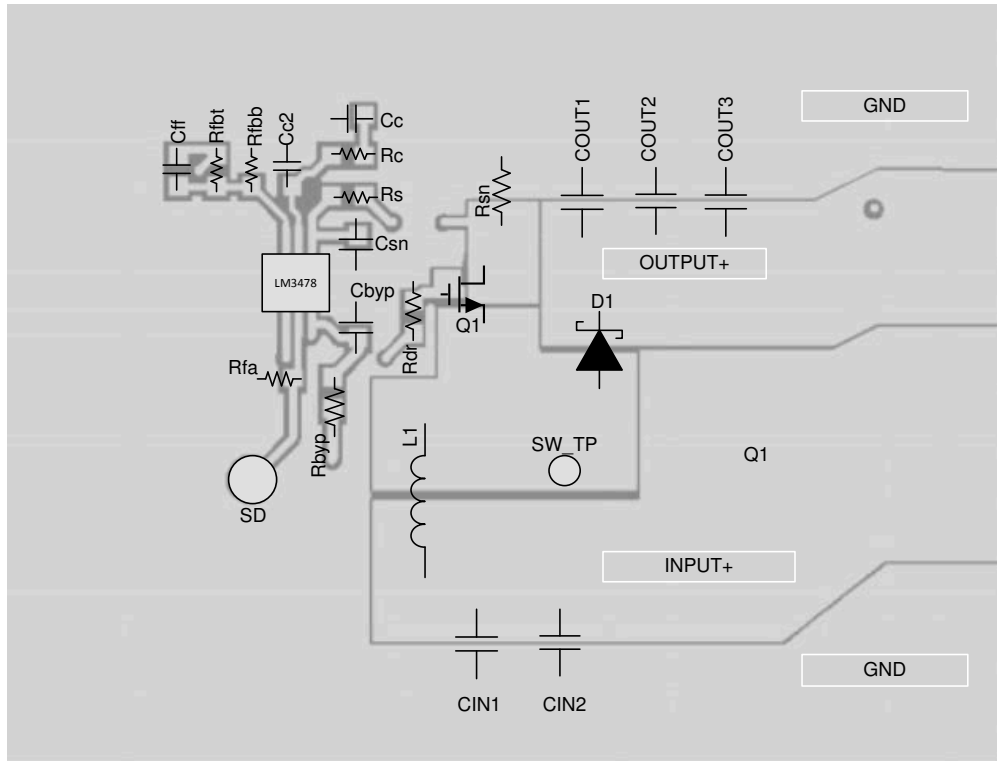 Cff
Rfbt
Rfbb
Cc2
Cc
Rc
Rs
Csn
Rsn
COUT1
COUT2
COUT3
GND
OUTPUT+
LM3478
Cbyp
Rdr
Q1
D1
Rfa
Rbyp
L1
SW_TP
Q1
SD
INPUT+
GND
CIN1
CIN2